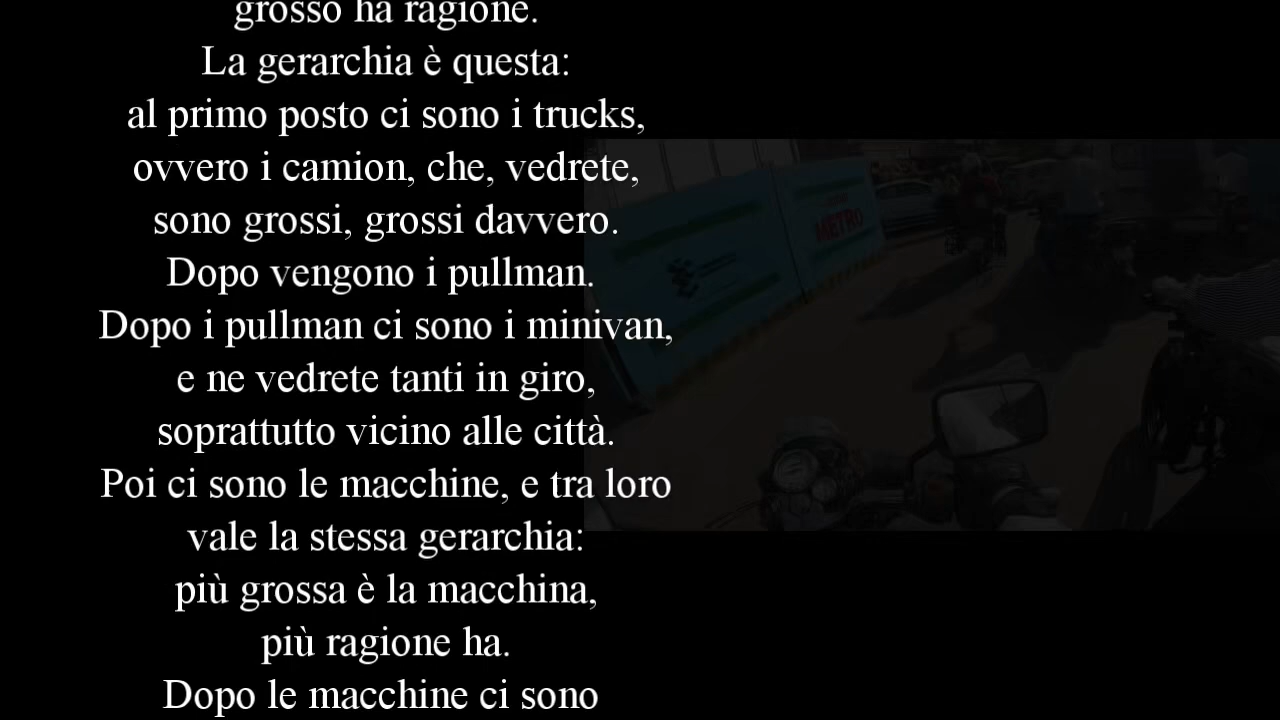 grosso ha ragione.
La gerarchia è questa:
al primo posto ci sono i trucks,
ovvero i camion, che, vedrete,
sono grossi, grossi davvero.
Dopo vengono i pullman.
Dopo i pullman ci sono i minivan,
e ne vedrete tanti in giro,
soprattutto vicino alle città.
Poi ci sono le macchine, e tra loro
vale la stessa gerarchia:
più grossa è la macchina,
più ragione ha.
Dopo le macchine ci sono
METRO